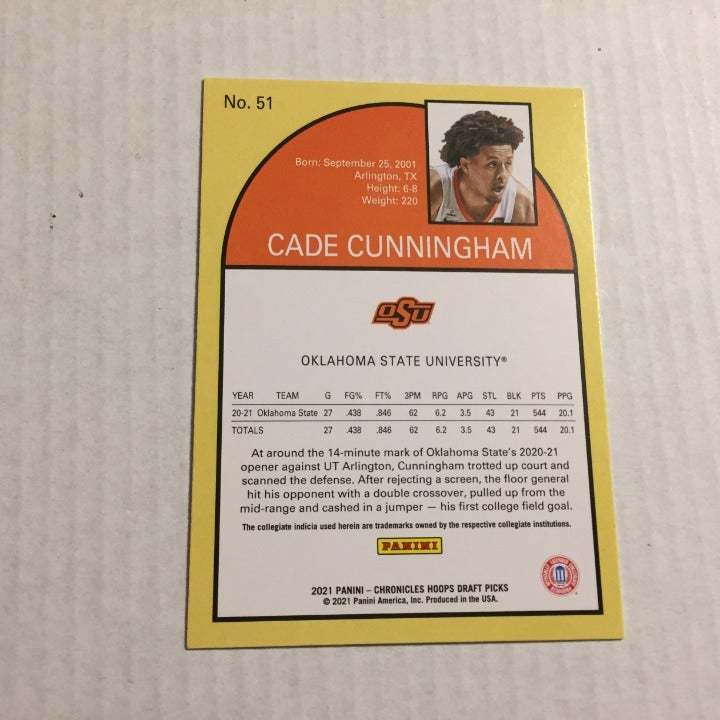 No. 51
Born: September 25, 2001
Arlington, TX
Height: 6-8
Weight: 220
CADE CUNNINGHAM
OSU
OKLAHOMA STATE UNIVERSITY®
YEAR TEAM G FG% FT% 3PM RPG APG STL BLK PTS PPG
20-21 Oklahoma State 27 .438 .846 62 6.2 3.5 43 21 544 20.1
TOTALS 27 .438 .846 62 6.2 3.5 43 21 544 20.1
At around the 14-minute mark of Oklahoma State's 2020-21
opener against UT Arlington, Cunningham trotted up court and
scanned the defense. After rejecting a screen, the floor general
hit his opponent with a double crossover, pulled up from the
mid-range and cashed in a jumper — his first college field goal.
The collegiate indicia used herein are trademarks owned by the respective collegiate institutions.
PANINI
2021 PANINI – CHRONICLES HOOPS DRAFT PICKS
© 2021 Panini America, Inc. Produced in the USA.